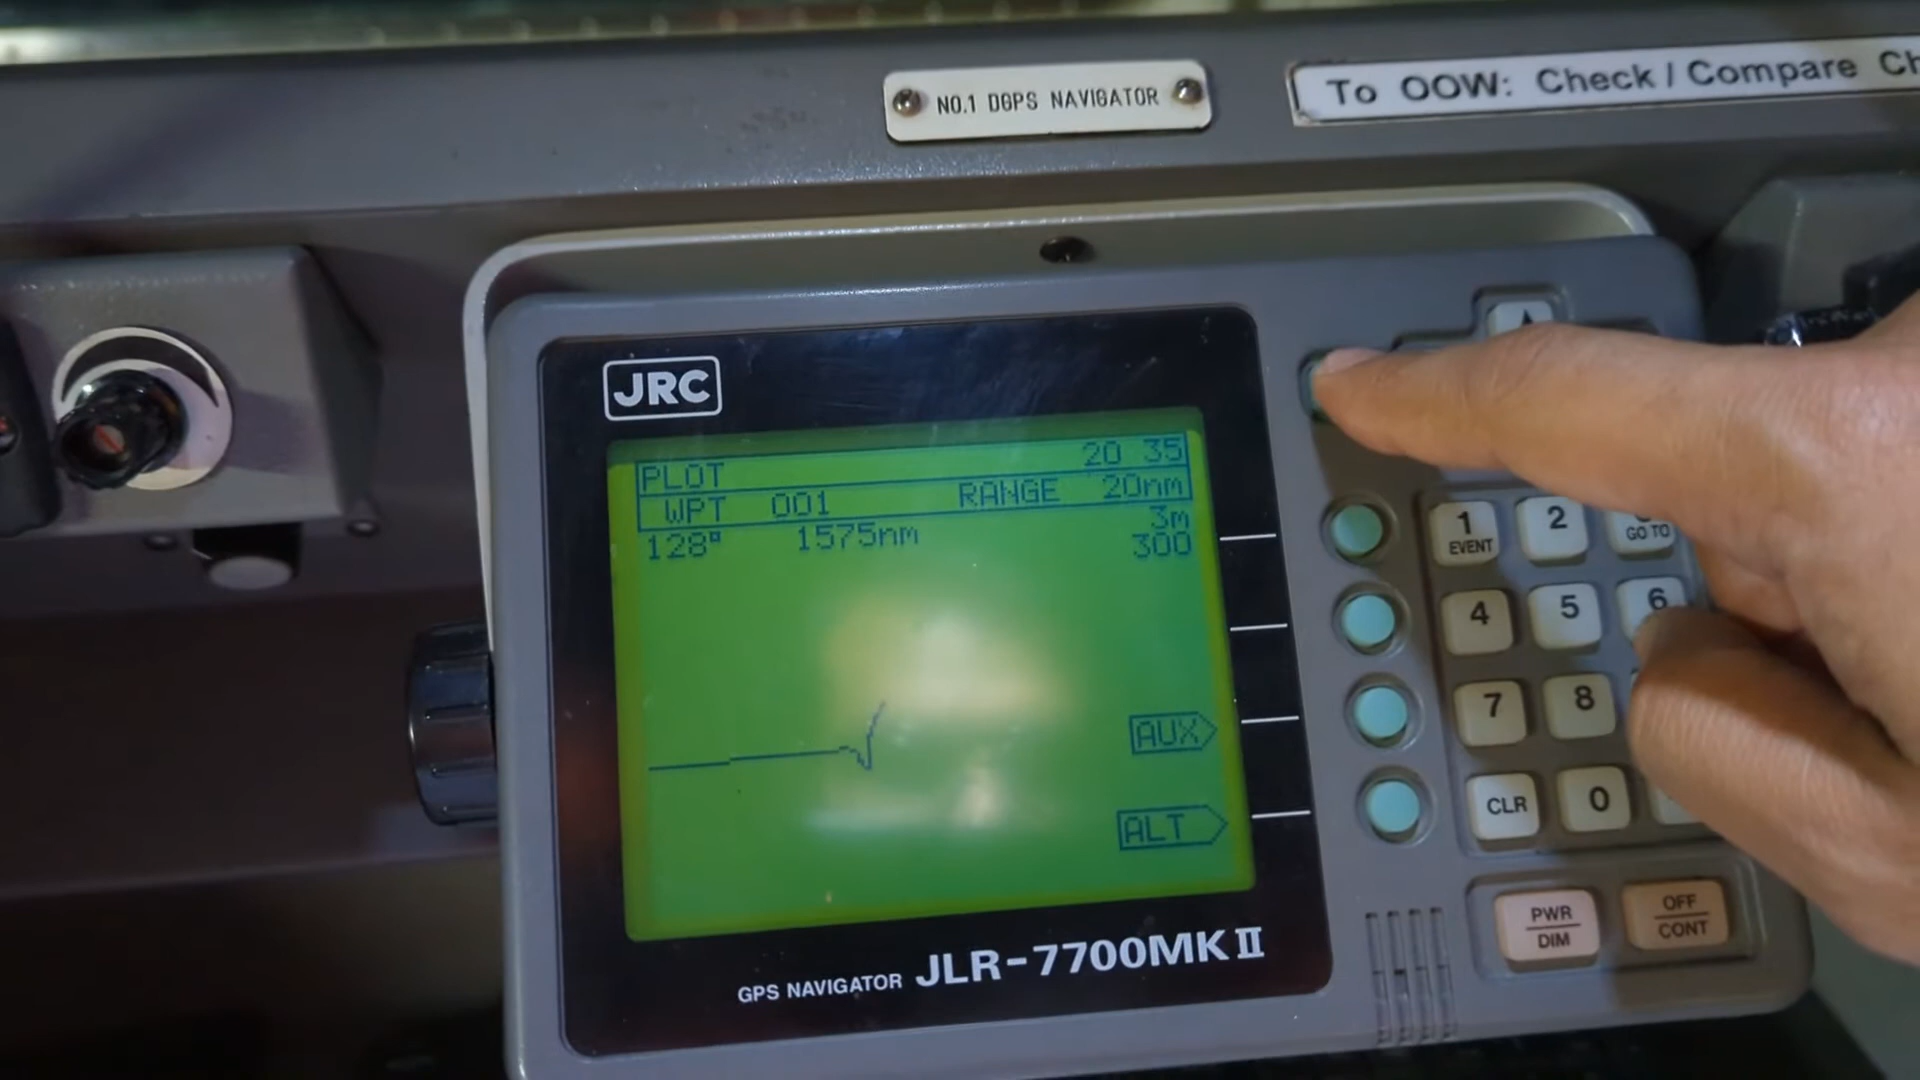 NO.1 DGPS NAVIGATOR
To OOW: Check / Compare Ch
JRC
PLOT 20 35
WPT 001 RANGE 20nm
3m
128° 1575nm 300
AUX
ALT
GPS NAVIGATOR JLR-7700MKII
1 EVENT
2
GO TO
4
5
6
7
8
CLR
0
PWR
DIM
OFF
CONT